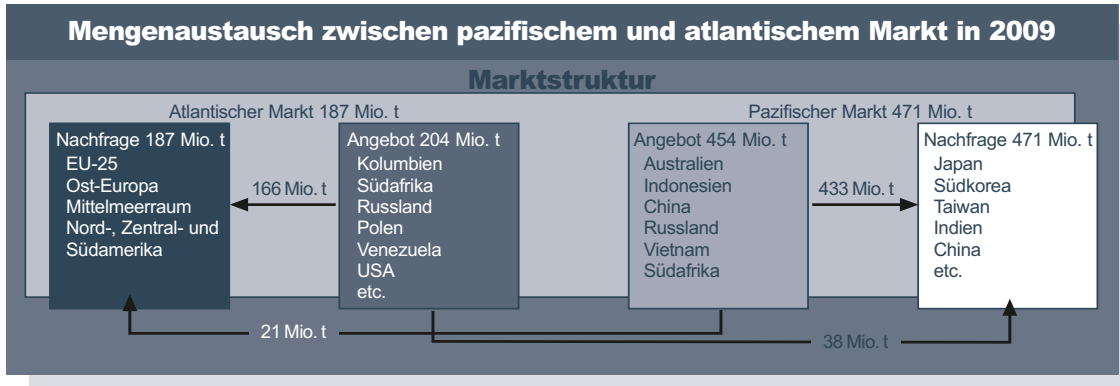 Mengenaustausch zwischen pazifischem und atlantischem Markt in 2009
Marktstruktur
Atlantischer Markt 187 Mio. t
Pazifischer Markt 471 Mio. t
Nachfrage 187 Mio. t
EU-25
Ost-Europa
Mittelmeerraum
Nord-, Zentral- und
Südamerika
166 Mio. t
Angebot 204 Mio. t
Kolumbien
Südafrika
Russland
Polen
Venezuela
USA
etc.
Angebot 454 Mio. t
Australien
Indonesien
China
Russland
Vietnam
Südafrika
433 Mio. t
Nachfrage 471 Mio. t
Japan
Südkorea
Taiwan
Indien
China
etc.
21 Mio. t
38 Mio. t